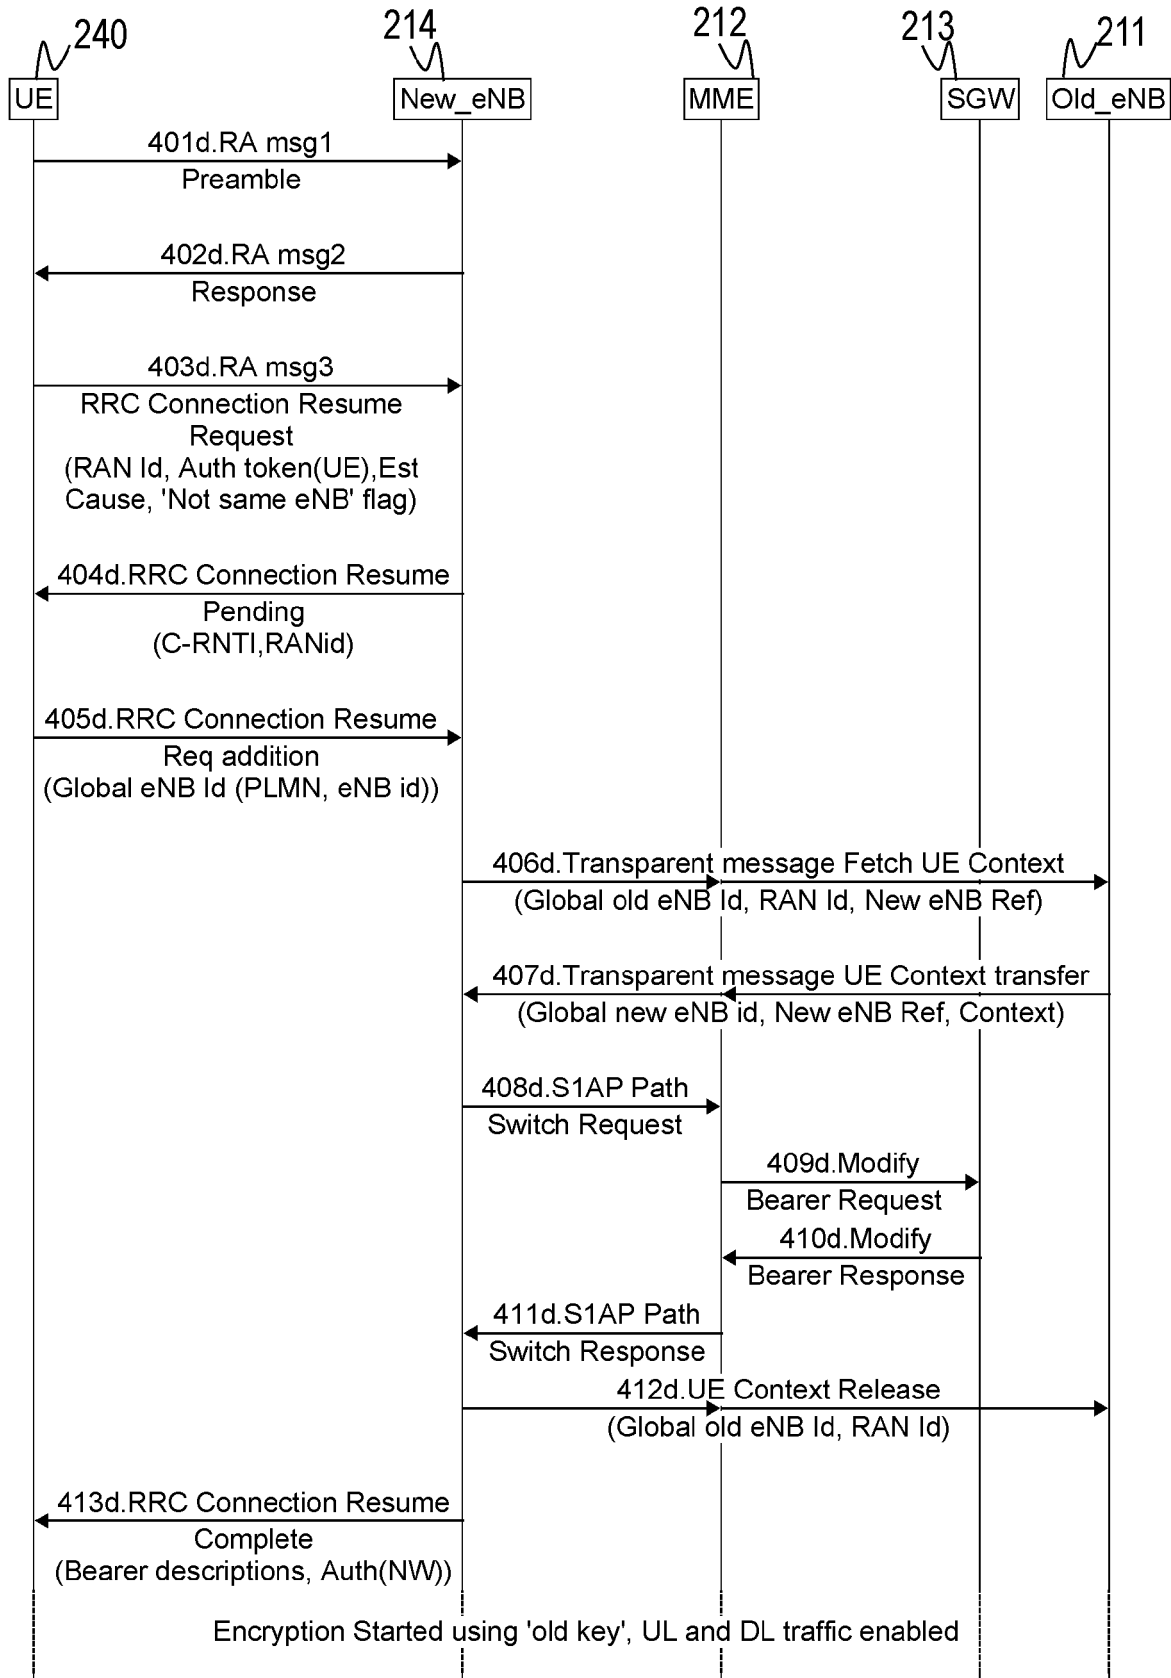 240
214
212
213
211
UE
New_eNB
MME
SGW
Old_eNB
401d.RA msg1
Preamble
402d.RA msg2
Response
403d.RA msg3
RRC Connection Resume
Request
(RAN Id, Auth token(UE),Est
Cause, 'Not same eNB' flag)
404d.RRC Connection Resume
Pending
(C-RNTI,RANid)
405d.RRC Connection Resume
Req addition
(Global eNB Id (PLMN, eNB id))
406d.Transparent message Fetch UE Context
(Global old eNB Id, RAN Id, New eNB Ref)
407d.Transparent message UE Context transfer
(Global new eNB id, New eNB Ref, Context)
408d.S1AP Path
Switch Request
409d.Modify
Bearer Request
410d.Modify
Bearer Response
411d.S1AP Path
Switch Response
412d.UE Context Release
(Global old eNB Id, RAN Id)
413d.RRC Connection Resume
Complete
(Bearer descriptions, Auth(NW))
Encryption Started using 'old key', UL and DL traffic enabled